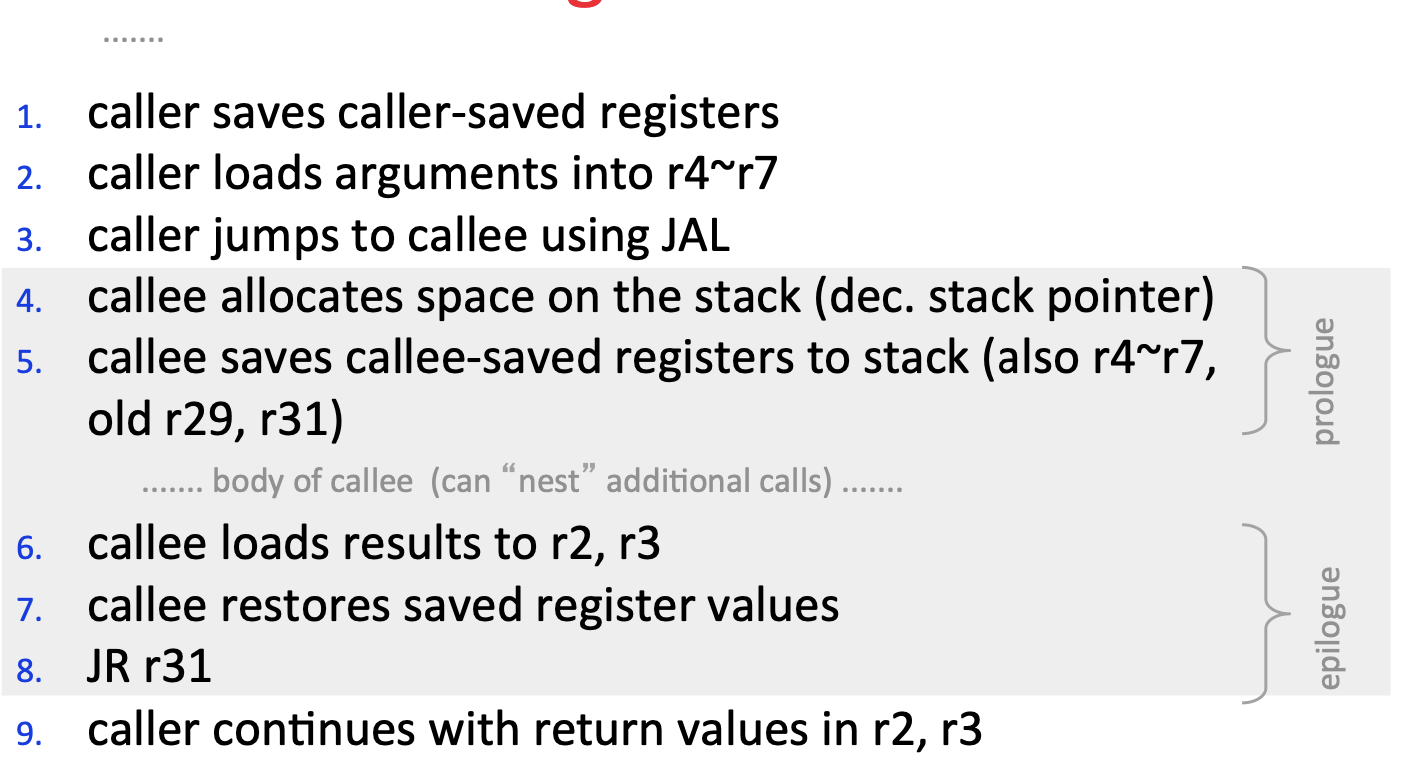 .......
1. caller saves caller-saved registers
2. caller loads arguments into r4~r7
3. caller jumps to callee using JAL
4. callee allocates space on the stack (dec. stack pointer)
5. callee saves callee-saved registers to stack (also r4~r7,
old r29, r31)
prologue
....... body of callee (can “nest” additional calls) .......
6. callee loads results to r2, r3
7. callee restores saved register values
8. JR r31
epilogue
9. caller continues with return values in r2, r3